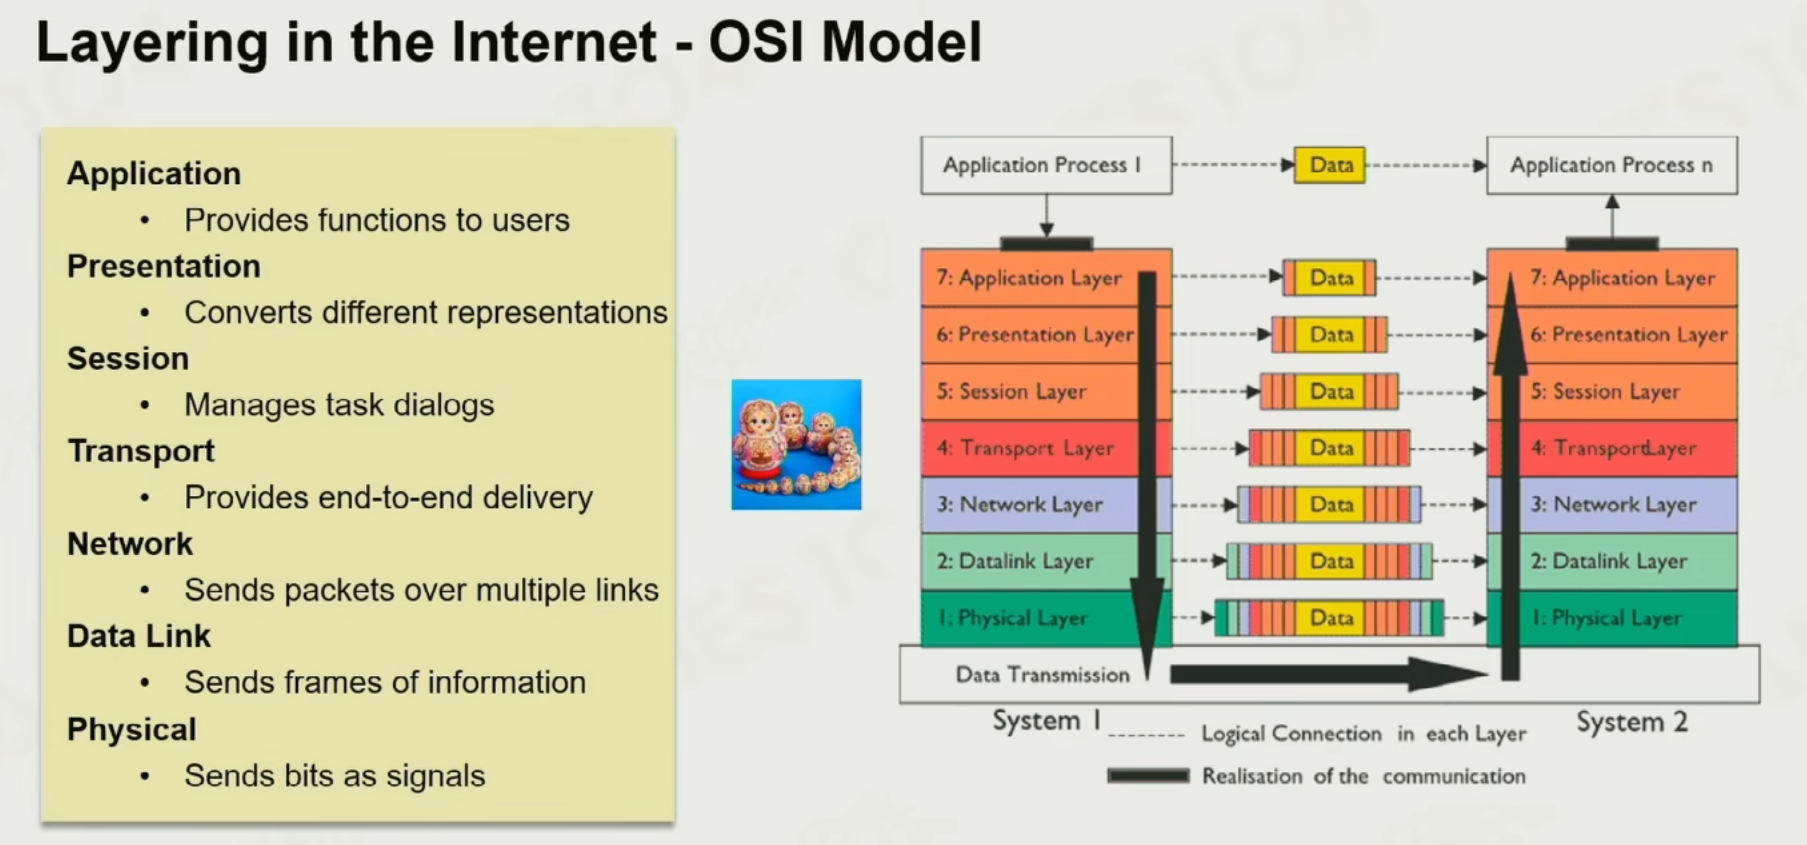 Layering in the Internet - OSI Model
Application
• Provides functions to users
Presentation
• Converts different representations
Session
• Manages task dialogs
Transport
• Provides end-to-end delivery
Network
• Sends packets over multiple links
Data Link
• Sends frames of information
Physical
• Sends bits as signals
Application Process 1
Data
Application Process n
7: Application Layer
Data
7: Application Layer
6: Presentation Layer
Data
6: Presentation Layer
5: Session Layer
Data
5: Session Layer
4: Transport Layer
Data
4: TransportLayer
3: Network Layer
Data
3: Network Layer
2: Datalink Layer
Data
2: Datalink Layer
1: Physical Layer
Data
1: Physical Layer
Data Transmission
System 1
System 2
Logical Connection in each Layer
Realisation of the communication